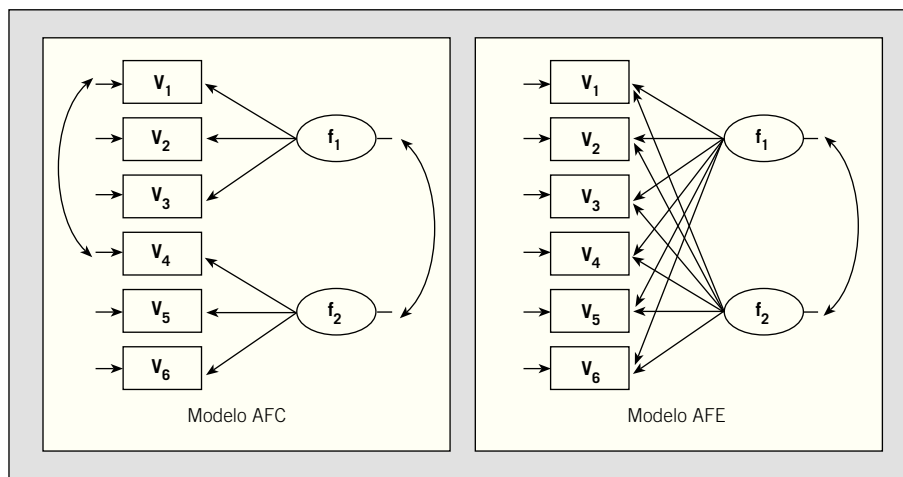 V1
V2
V3
V4
V5
V6
f1
f2
Modelo AFC
V1
V2
V3
V4
V5
V6
f1
f2
Modelo AFE